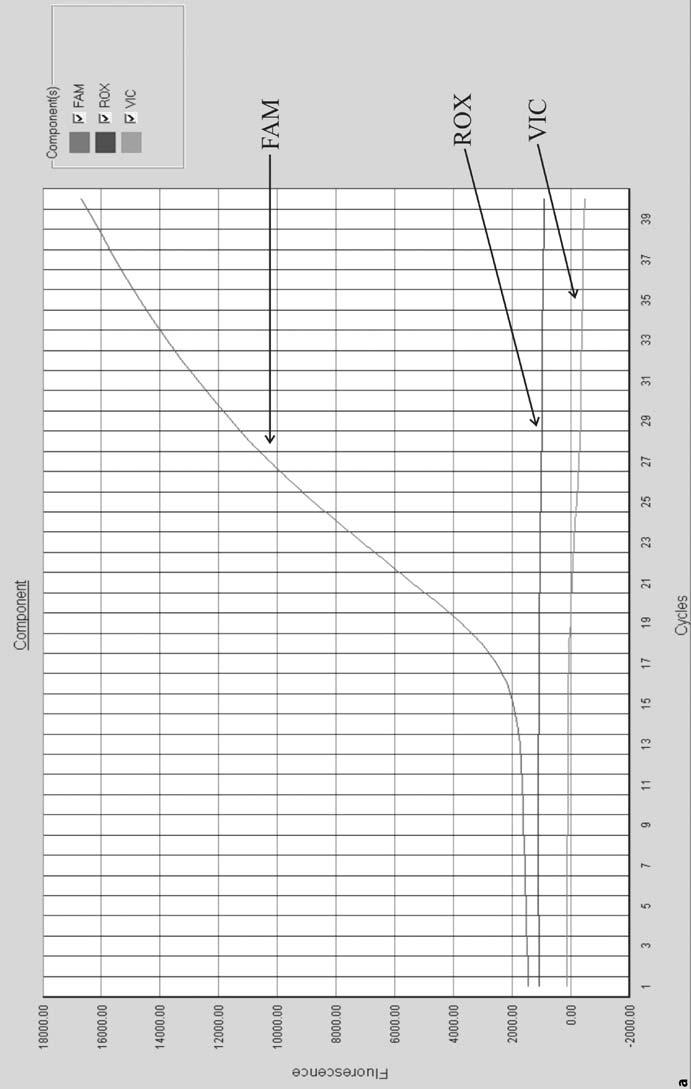 Component
Component(s)
FAM
ROX
VIC
FAM
ROX
VIC
Fluorescence
18000.00
16000.00
14000.00
12000.00
10000.00
8000.00
6000.00
4000.00
2000.00
0.00
-2000.00
1 3 5 7 9 11 13 15 17 19 21 23 25 27 29 31 33 35 37 39
Cycles
a